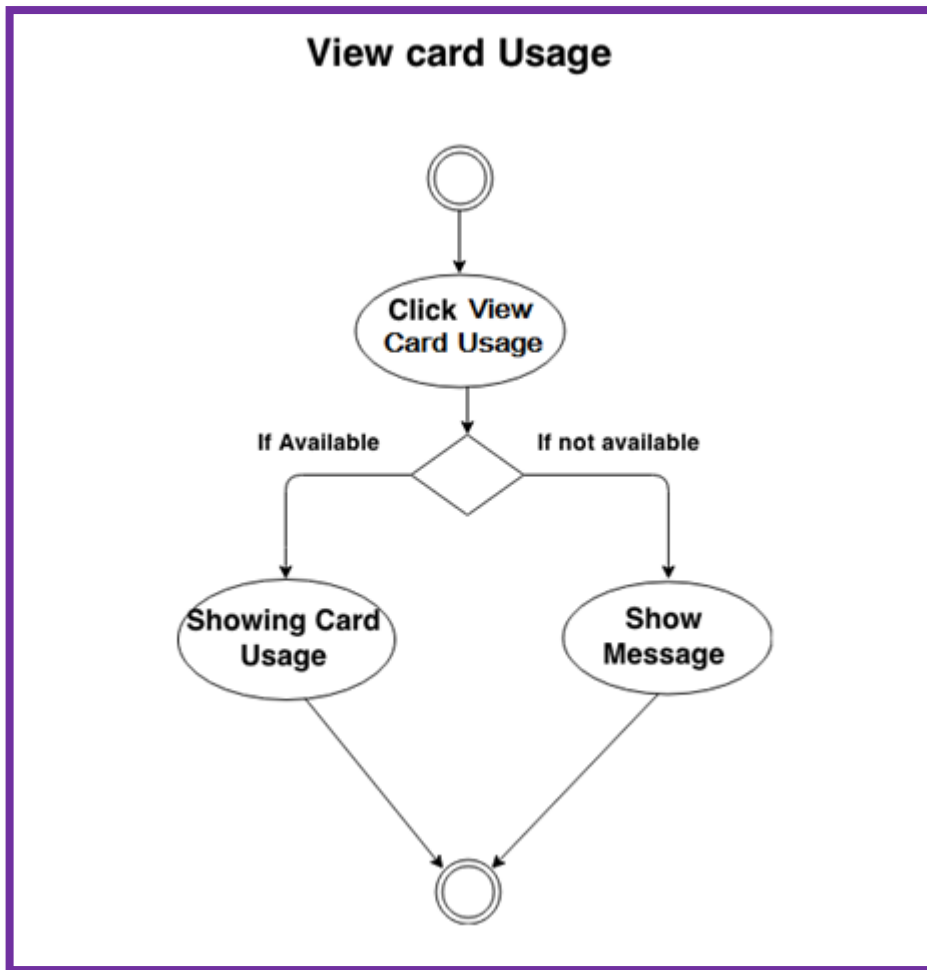 View card Usage
Click View
Card Usage
If Available
If not available
Showing Card
Usage
Show
Message